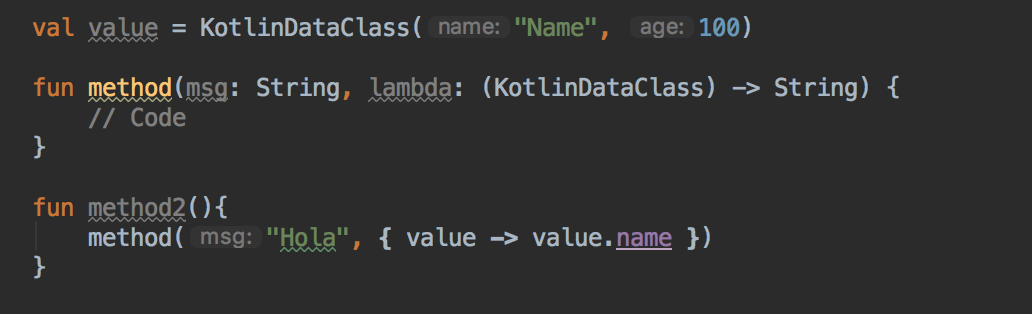 val value = KotlinDataClass( name: "Name", age: 100)
fun method(msg: String, lambda: (KotlinDataClass) -> String) {
// Code
}
fun method2(){
method( msg: "Hola", { value -> value.name })
}